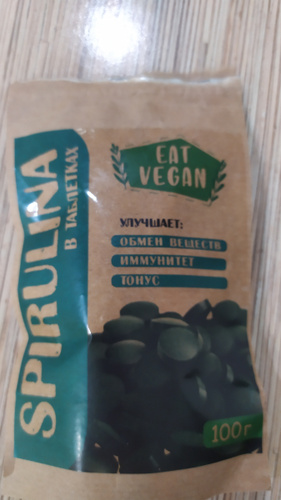 SPIRULINA
В ТАБЛЕТКАХ
EAT
VEGAN
УЛУЧШАЕТ:
ОБМЕН ВЕЩЕСТВ
ИММУНИТЕТ
ТОНУС
100г